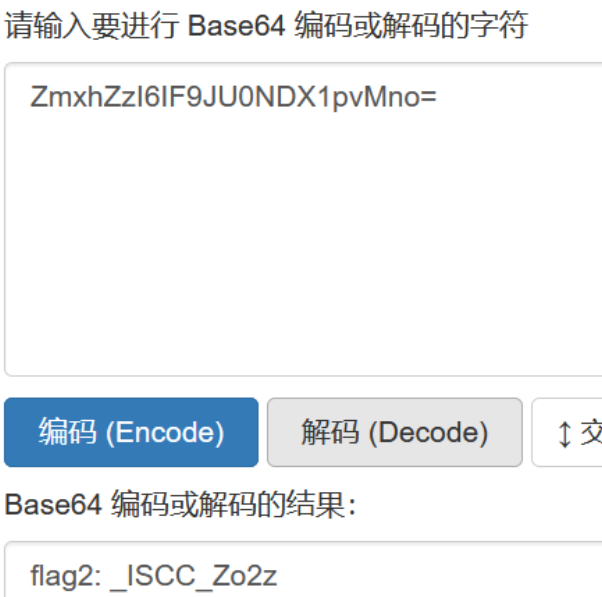 请输入要进行 Base64 编码或解码的字符
ZmxhZzI6IF9JU0NDX1pvMno=
编码 (Encode) 解码 (Decode) ↕ 交
Base64 编码或解码的结果：
flag2: _ISCC_Zo2z